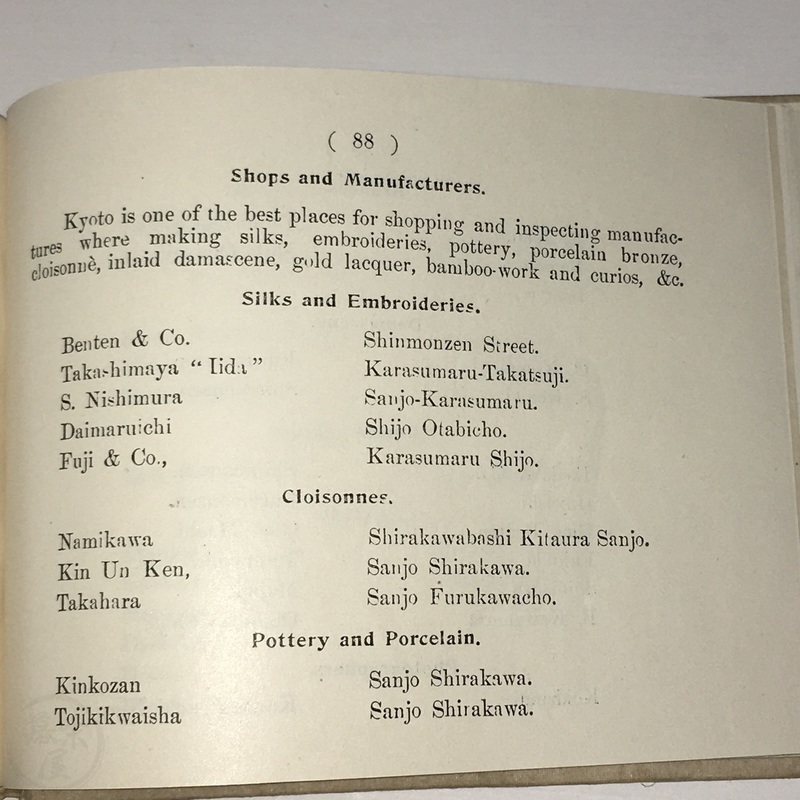 ( 88 )
Shops and Manufacturers.
Kyoto is one of the best places for shopping and inspecting manufac-
tures where making silks, embroideries, pottery, porcelain bronze,
cloisonnè, inlaid damascene, gold lacquer, bamboo-work and curios, &c.
Silks and Embroideries.
Benten & Co. Shinmonzen Street.
Takashimaya “ Iida ” Karasumaru-Takatsuji.
S. Nishimura Sanjo-Karasumaru.
Daimaruichi Shijo Otabicho.
Fuji & Co., Karasumaru Shijo.
Cloisonnes.
Namikawa Shirakawabashi Kitaura Sanjo.
Kin Un Ken, Sanjo Shirakawa.
Takahara Sanjo Furukawacho.
Pottery and Porcelain.
Kinkozan Sanjo Shirakawa.
Tojikikwaisha Sanjo Shirakawa.